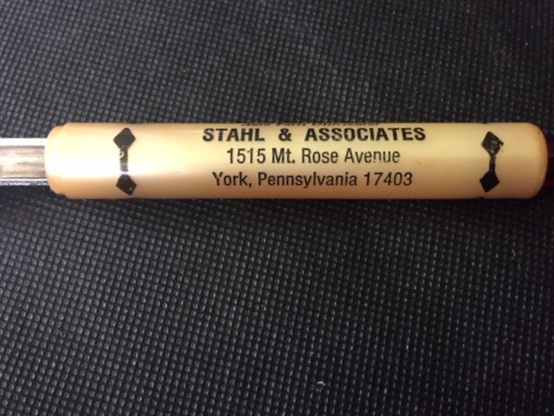 STAHL & ASSOCIATES
1515 Mt. Rose Avenue
York, Pennsylvania 17403